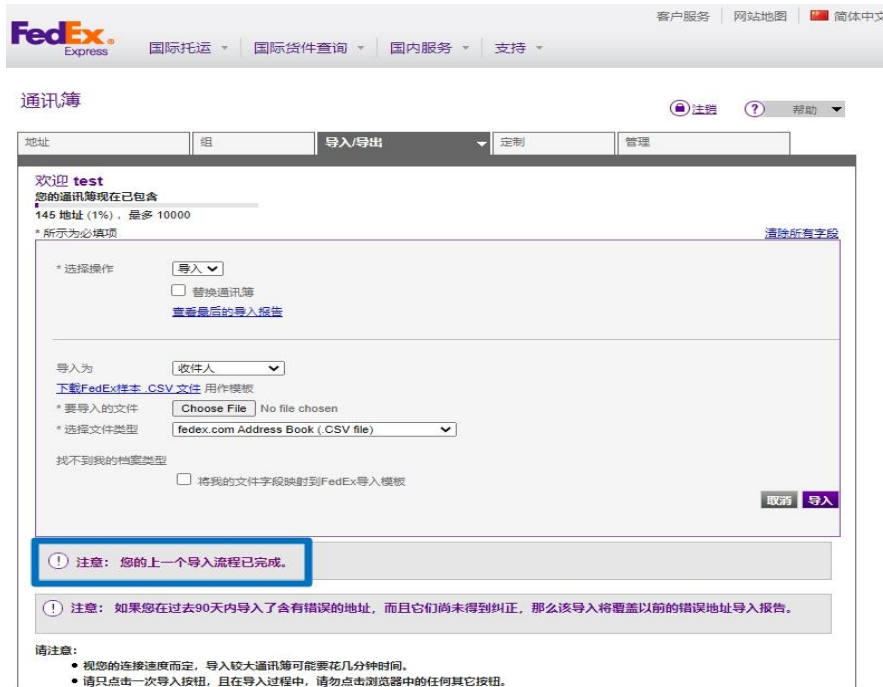 客户服务 网站地图 简体中文
FedEx Express 国际托运 国际货件查询 国内服务 支持
通讯簿
注销 ? 帮助
地址 组 导入/导出 定制 管理
欢迎 test
您的通讯簿现在已包含
145 地址 (1%) , 最多 10000
* 所示为必填项 清除所有字段
* 选择操作 导入
替换通讯簿
查看最后的导入报告
导入为 收件人
下载FedEx样本 .CSV 文件 用作模板
* 要导入的文件 Choose File No file chosen
* 选择文件类型 fedex.com Address Book (.CSV file)
找不到我的档案类型
将我的文件字段映射到FedEx导入模板
取消 导入
注意: 您的上一个导入流程已完成。
注意: 如果您在过去90天内导入了含有错误的地址，而且它们尚未得到纠正，那么该导入将覆盖以前的错误地址导入报告。
请注意:
• 视您的连接速度而定，导入较大通讯簿可能要花几分钟时间。
• 请只点击一次导入按钮，且在导入过程中，请勿点击浏览器中的任何其它按钮。